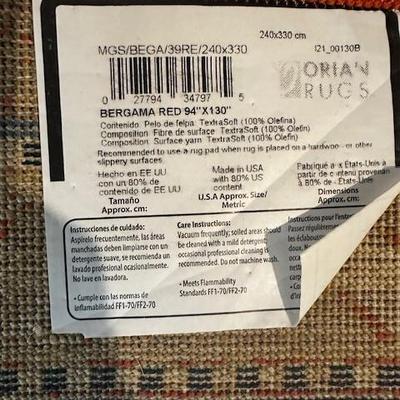 240x330 cm
MGS/BEGA/39RE/240x330
I21_00130B
0 27794 34797 5
ORIAN
RUGS
BERGAMA RED 94"X130"
Contenido: Pelo de felpa: TextraSoft (100% Olefin)
Composition: Fibre de surface: TextraSoft (100% Olefin)
Composition: Surface yarn: TextraSoft (100% Olefin)
Recommended to use a rug pad when rug is placed on a hardwood or other
slippery surfaces.
Hecho en EE UU
con un 80% de
contenido de EE UU
Made in USA
with 80% US
content
Fabriqué a x États-Unis
à partir de contenu provenan
à 80% de États-Unis
Tamaño
Approx. cm:
U.S.A Approx. Size/
Metric
Dimensions
Approx. cm:
Instrucciones de cuidado:
Aspírelo frecuentemente, las áreas
manchadas deben limpiarse con un
detergente suave, se recomienda un
lavado profesional ocasionalmente.
No lave en lavadora.
• Cumple con las normas de
inflamabilidad FF1-70/FF2-70
Care Instructions:
Vacuum frequently; soiled areas should
be cleaned with a mild detergent,
occasional professional cleaning is
recommended. Do not machine wash.
• Meets Flammability
Standards FF1-70/FF2-70
Instructions pour l'
Passez régulière
les éclabous
doux.